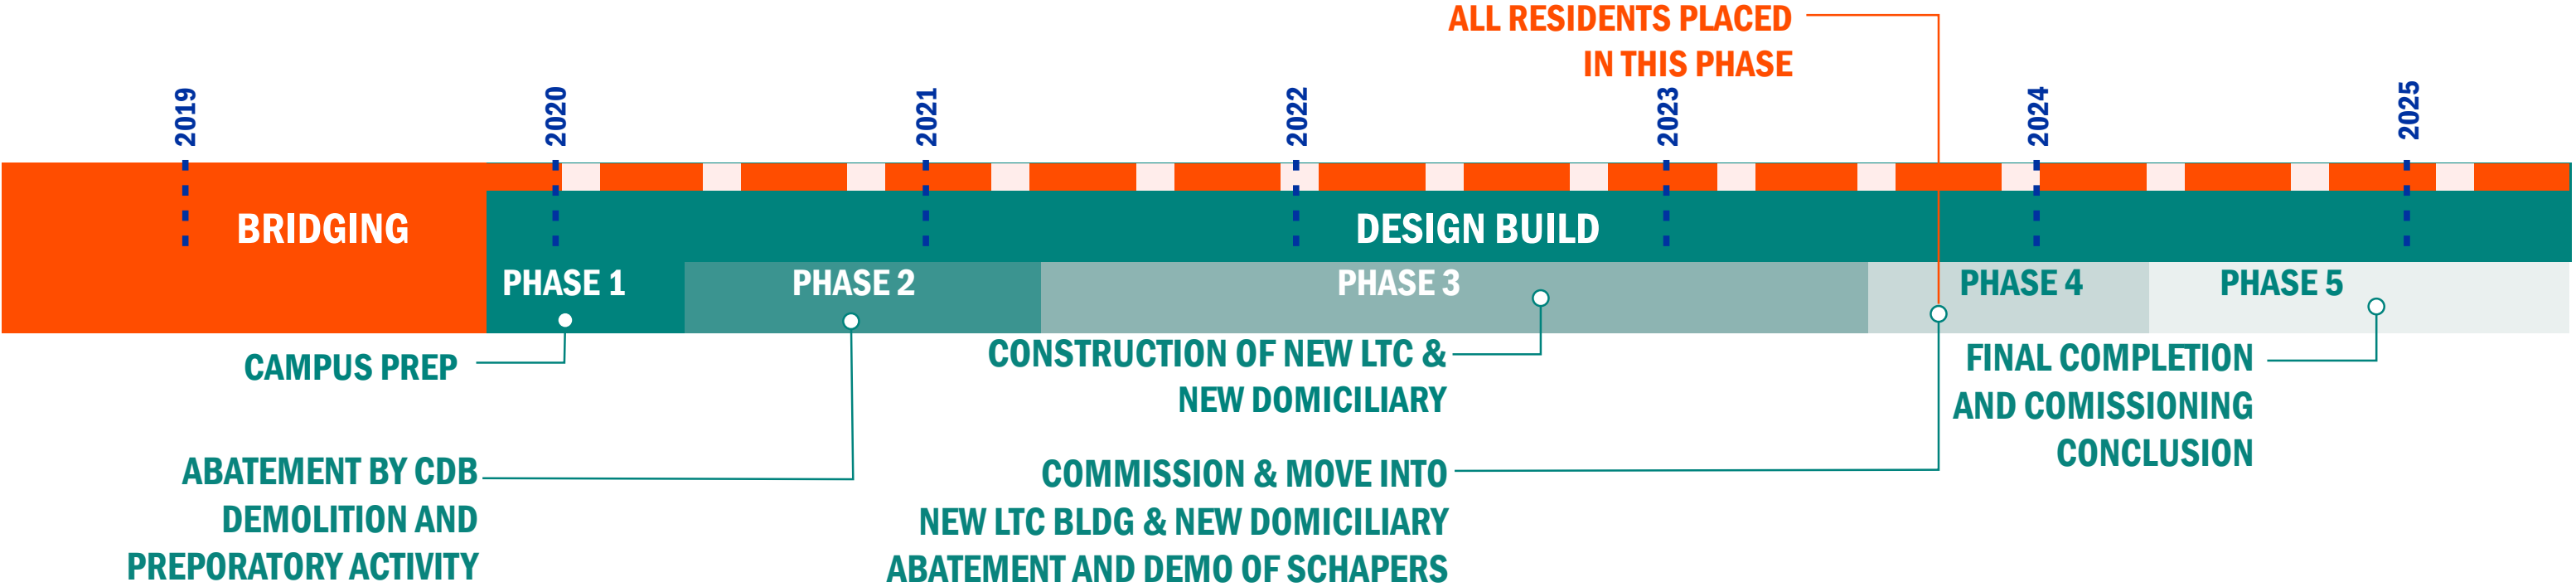 ALL RESIDENTS PLACED
IN THIS PHASE
2019
2020
2021
2022
2023
2024
2025
BRIDGING
DESIGN BUILD
PHASE 1
PHASE 2
PHASE 3
PHASE 4
PHASE 5
CAMPUS PREP
CONSTRUCTION OF NEW LTC &
NEW DOMICILIARY
FINAL COMPLETION
AND COMISSIONING
CONCLUSION
ABATEMENT BY CDB
DEMOLITION AND
PREPORATORY ACTIVITY
COMMISSION & MOVE INTO
NEW LTC BLDG & NEW DOMICILIARY
ABATEMENT AND DEMO OF SCHAPERS